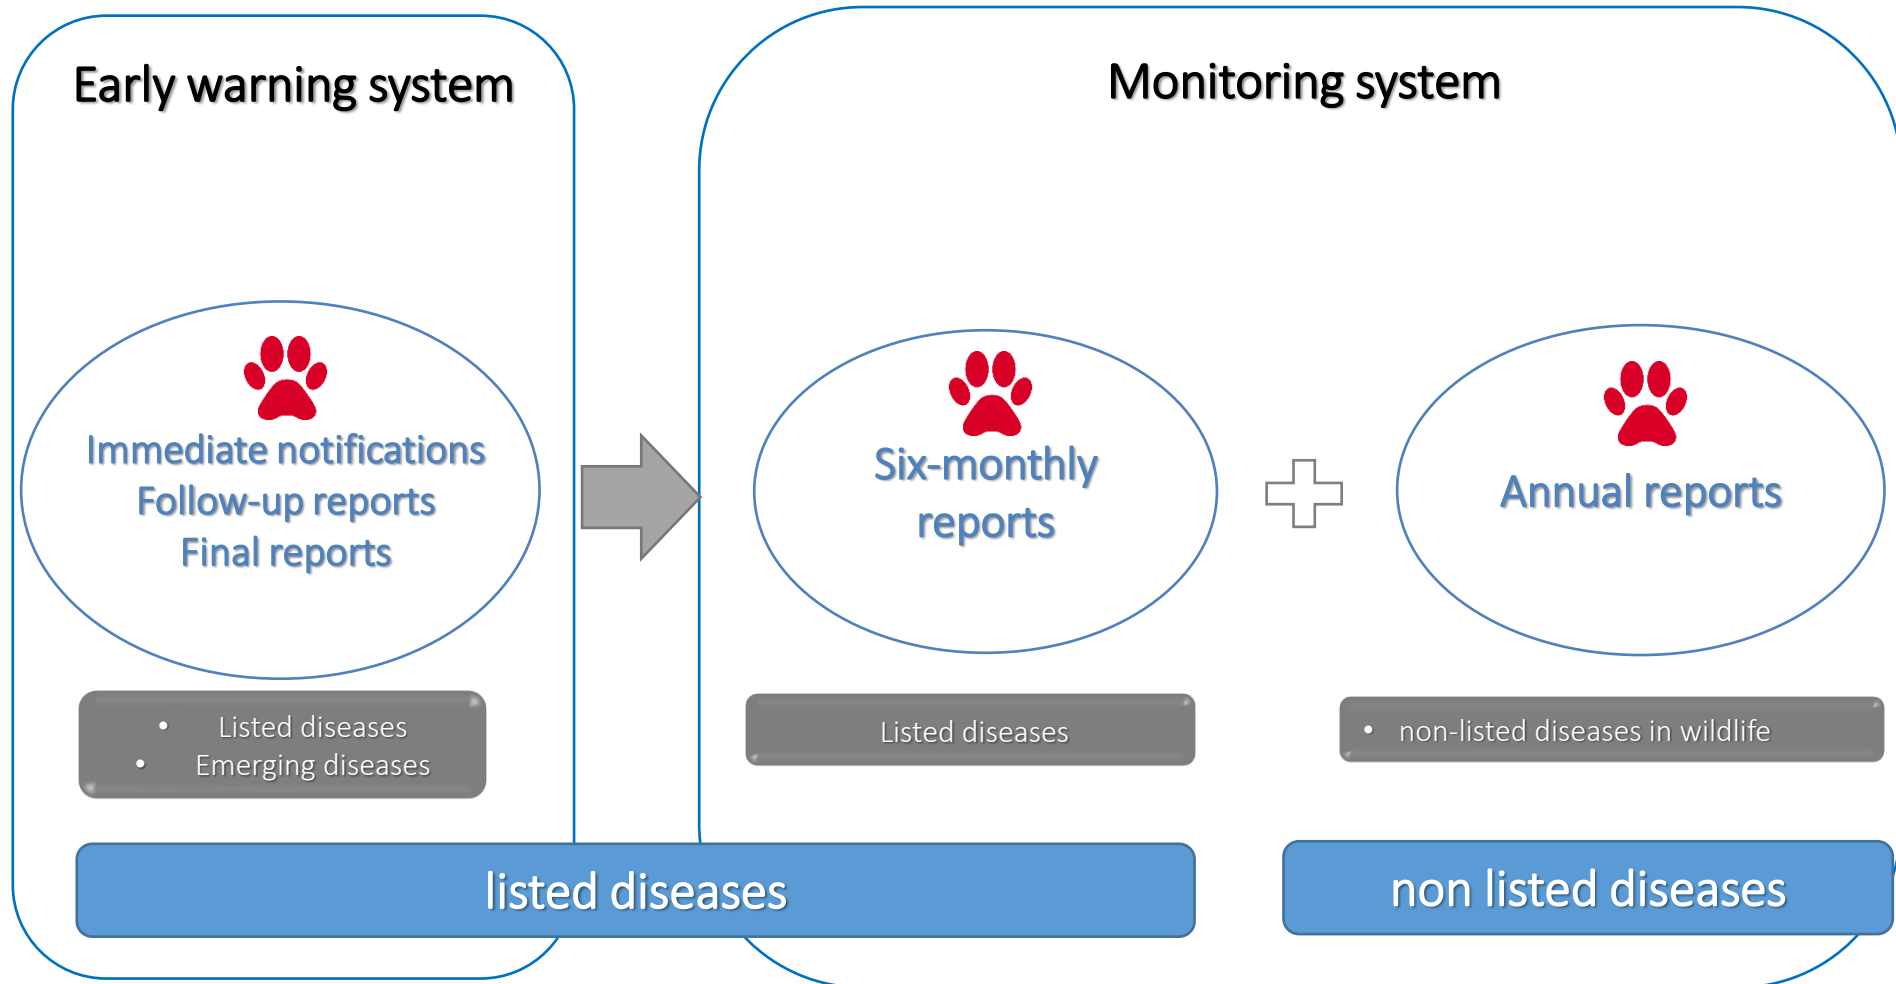 Early warning system
Monitoring system
Immediate notifications
Follow-up reports
Final reports
Six-monthly
reports
Annual reports
• Listed diseases
• Emerging diseases
Listed diseases
• non-listed diseases in wildlife
listed diseases
non listed diseases